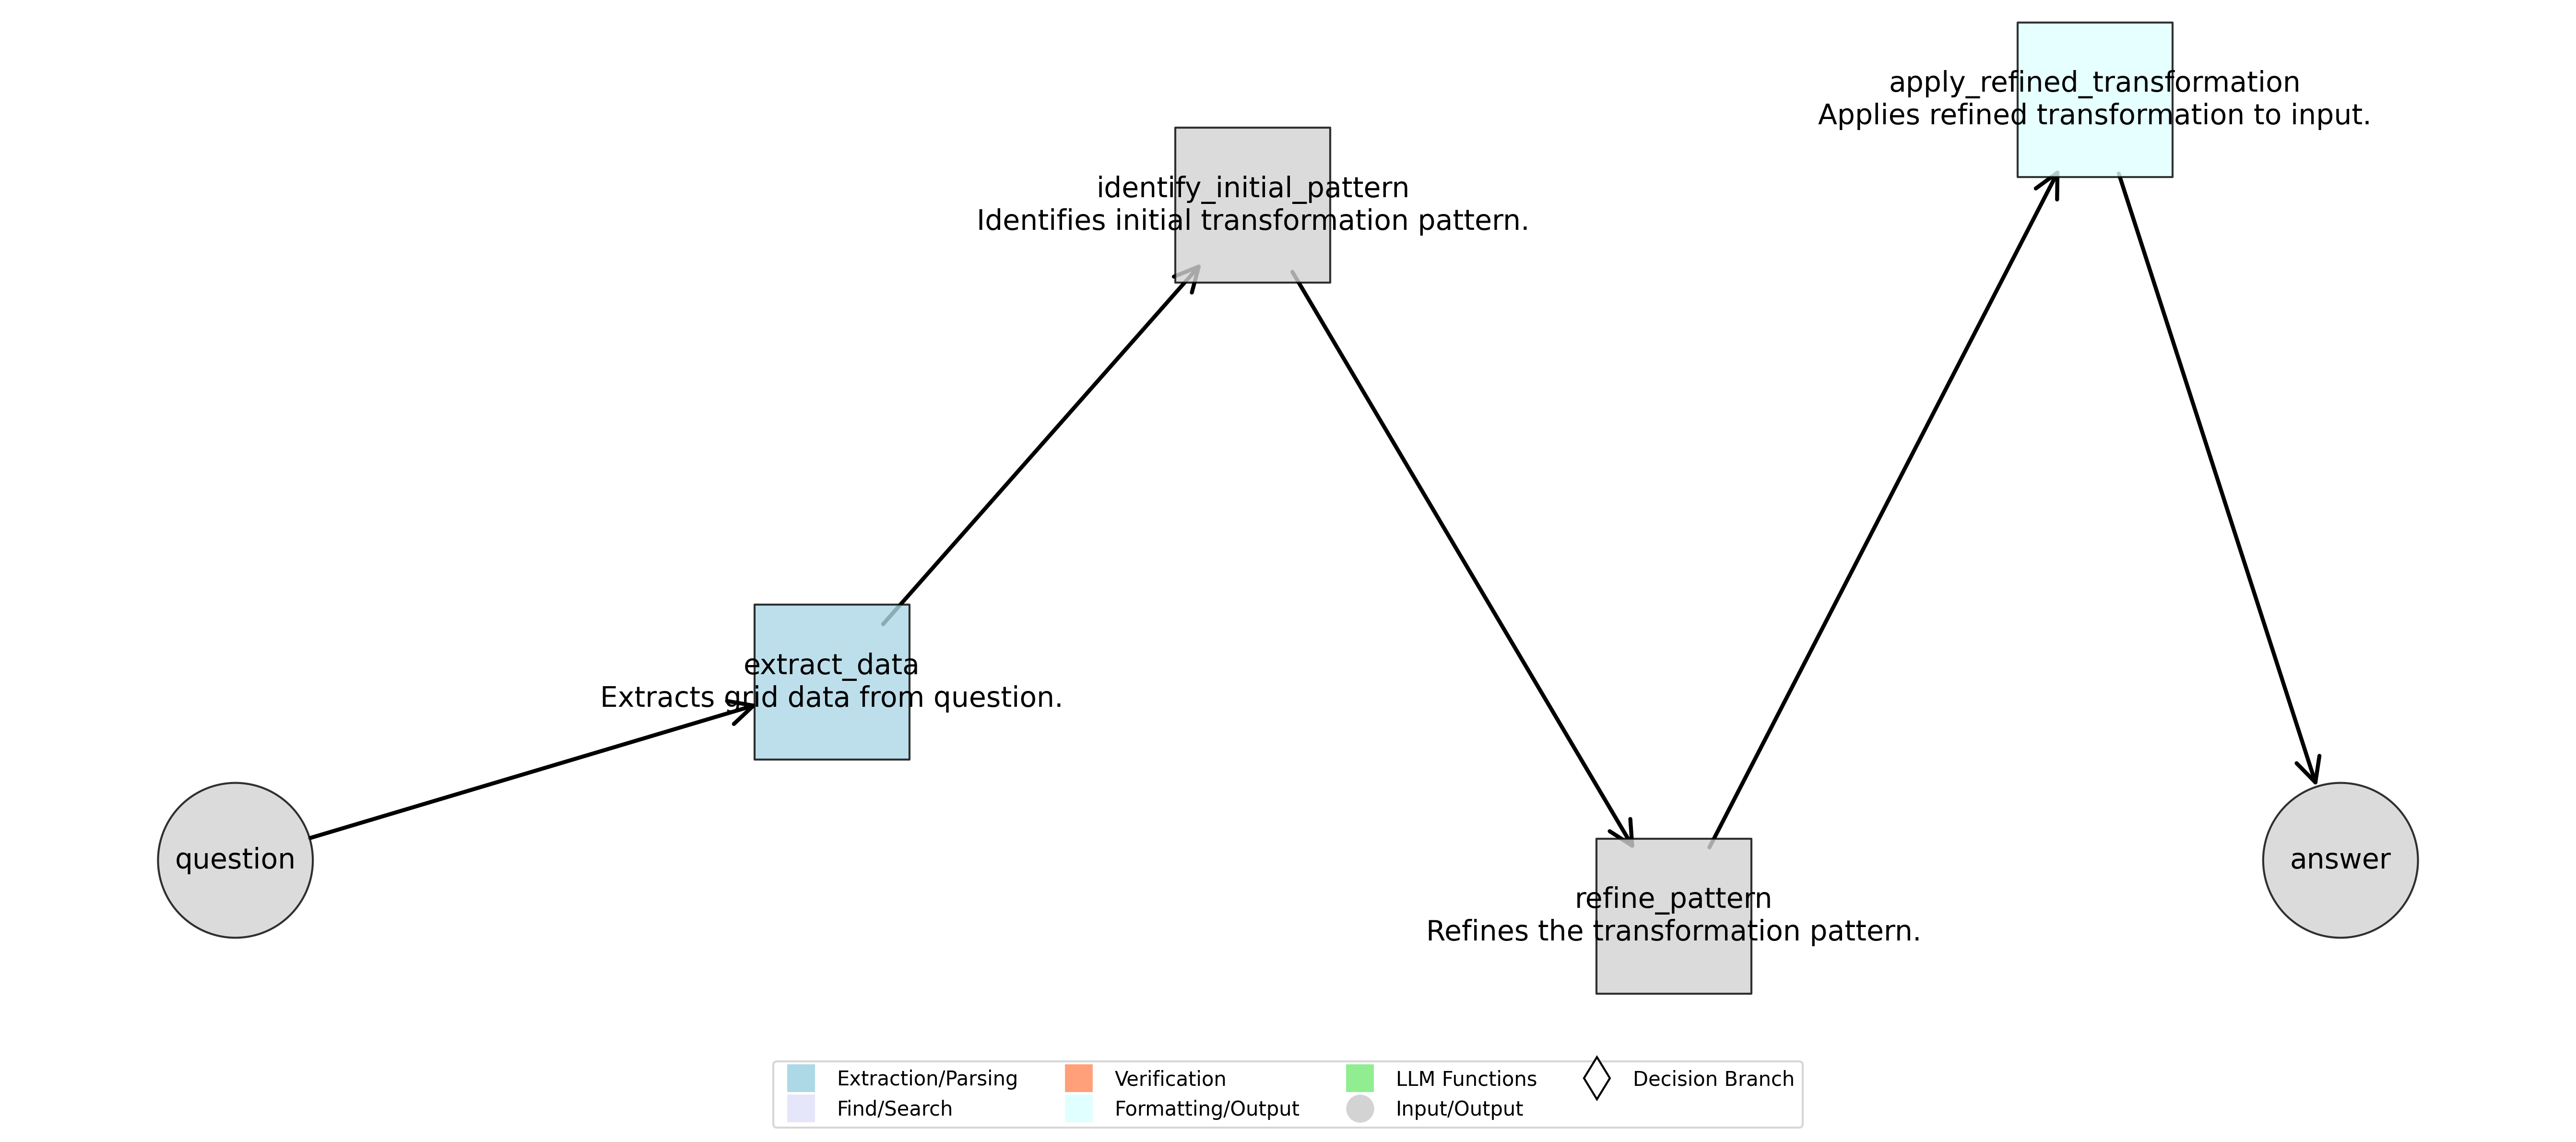 apply_refined_transformation
Applies refined transformation to input.
identify_initial_pattern
Identifies initial transformation pattern.
extract_data
Extracts grid data from question.
question
answer
refine_pattern
Refines the transformation pattern.
Extraction/Parsing
Find/Search
Verification
Formatting/Output
LLM Functions
Input/Output
Decision Branch